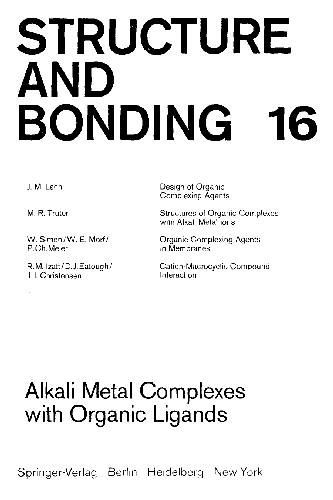 STRUCTURE
AND
BONDING 16
J. M. Lehn Design of Organic
Complexing Agents
M. R. Truter Structures of Organic Complexes
with Alkali Metal Ions
W. Simon/W. E. Morf/ Organic Complexing Agents
P. Ch. Meier in Membranes
R. M. Izatt/D. J. Eatough/ Cation-Macrocyclic Compound
J. J. Christensen Interaction
Alkali Metal Complexes
with Organic Ligands
Springer-Verlag Berlin Heidelberg New York